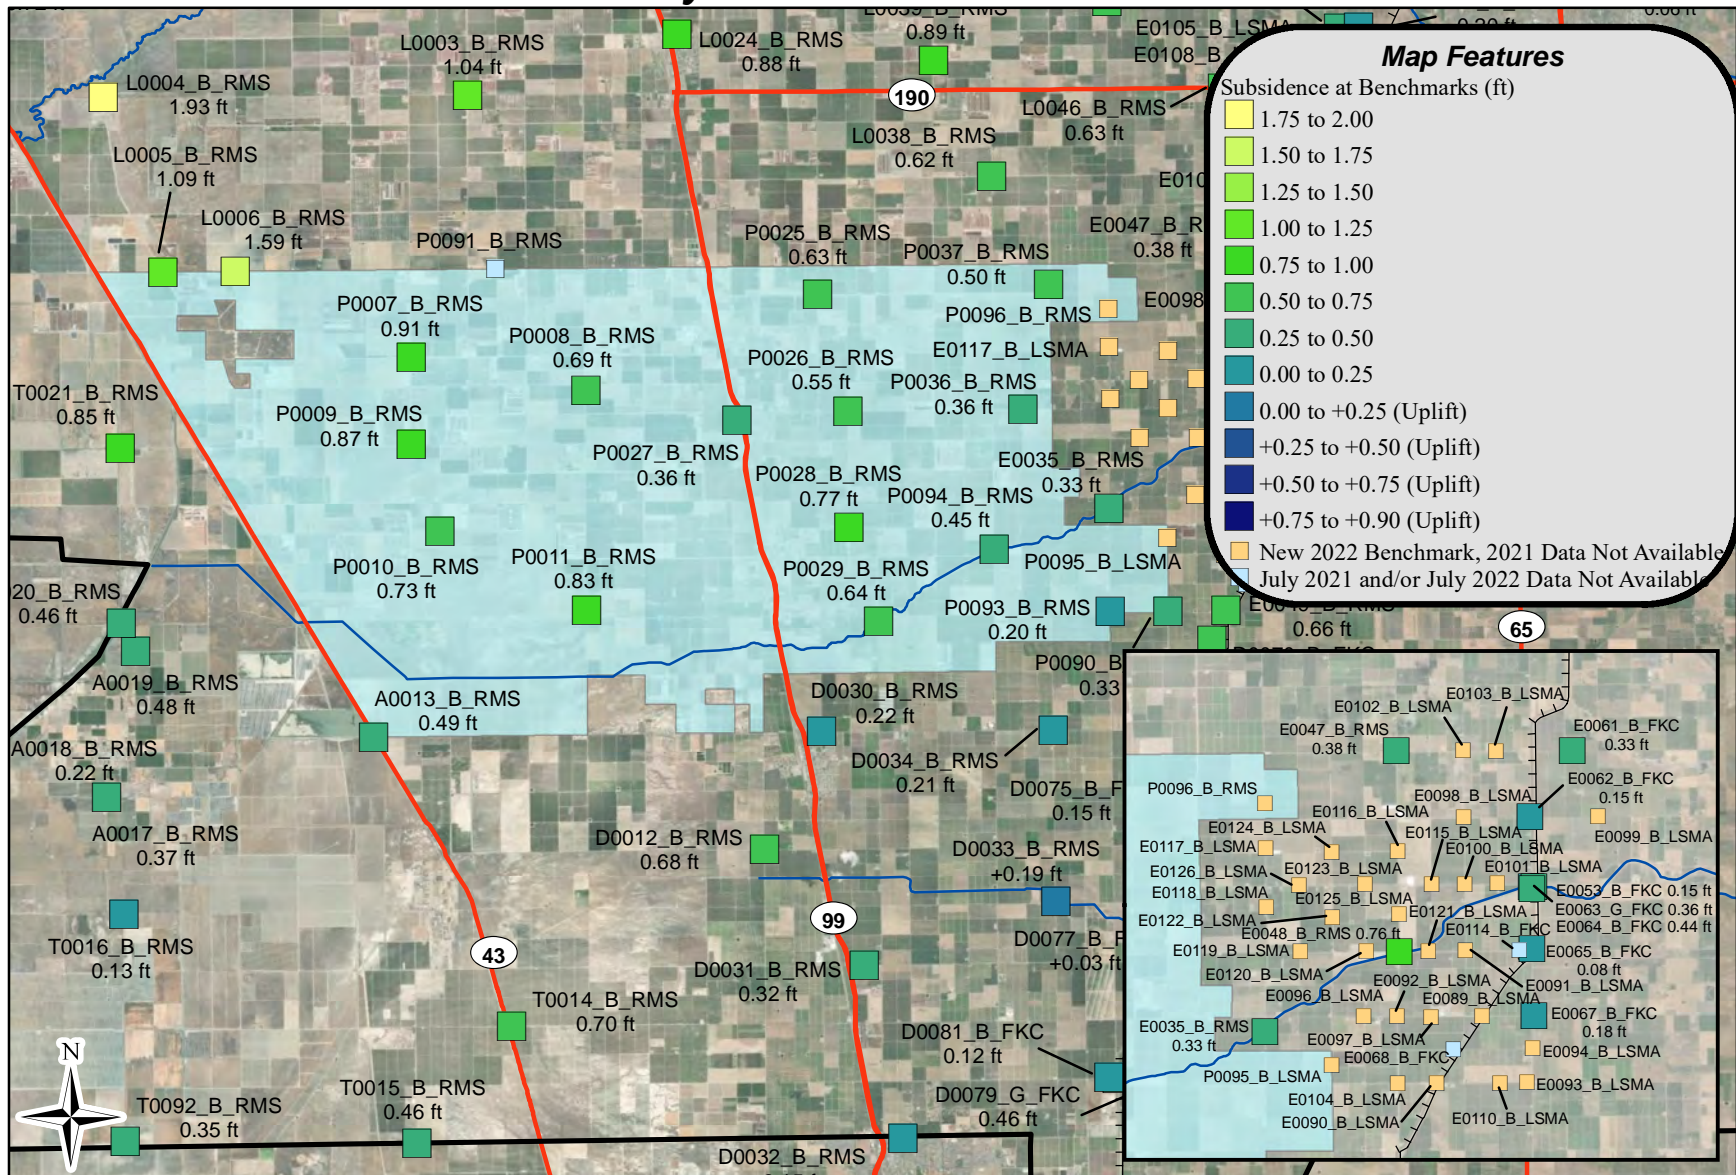 L0003_B_RMS
1.04 ft
L0024_B_RMS
0.88
0.89
E0105_B_LSMA
E0108_B
L0004_B_RMS
1.93 ft
190
L0046_B_RMS
0.63 ft
L0038_B_RMS
0.62 ft
L0005_B_RMS
1.09 ft
L0006_B_RMS
1.59 ft
P0091_B_RMS
P0025_B_RMS
0.63 ft
P0037_B_RMS
0.50 ft
E0047_B_R
0.38 ft
E0098
P0007_B_RMS
0.91 ft
P0008_B_RMS
0.69 ft
P0096_B_RMS
E0117_B_LSMA
P0026_B_RMS
0.55 ft
P0036_B_RMS
0.36 ft
T0021_B_RMS
0.85 ft
P0009_B_RMS
0.87 ft
P0027_B_RMS
0.36 ft
P0028_B_RMS
0.77 ft
E0035_B_RMS
0.33 ft
P0094_B_RMS
0.45 ft
P0010_B_RMS
0.73 ft
P0011_B_RMS
0.83 ft
P0029_B_RMS
0.64 ft
P0095_B_LSMA
P0093_B_RMS
0.20 ft
20_B_RMS
0.46 ft
0.66 ft
65
P0090_B
0.33
A0019_B_RMS
0.48 ft
A0013_B_RMS
0.49 ft
D0030_B_RMS
0.22 ft
D0034_B_RMS
0.21 ft
A0018_B_RMS
0.22 ft
A0017_B_RMS
0.37 ft
D0075_B_F
0.15 ft
D0012_B_RMS
0.68 ft
D0033_B_RMS
+0.19 ft
99
T0016_B_RMS
0.13 ft
43
D0077_B_F
+0.03 ft
D0031_B_RMS
0.32 ft
T0014_B_RMS
0.70 ft
D0081_B_FKC
0.12 ft
D0079_G_FKC
0.46 ft
N
T0092_B_RMS
0.35 ft
T0015_B_RMS
0.46 ft
D0032_B_RMS
Map Features
Subsidence at Benchmarks (ft)
1.75 to 2.00
1.50 to 1.75
1.25 to 1.50
1.00 to 1.25
0.75 to 1.00
0.50 to 0.75
0.25 to 0.50
0.00 to 0.25
0.00 to +0.25 (Uplift)
+0.25 to +0.50 (Uplift)
+0.50 to +0.75 (Uplift)
+0.75 to +0.90 (Uplift)
New 2022 Benchmark, 2021 Data Not Available
July 2021 and/or July 2022 Data Not Available
E0103_B_LSMA
E0102_B_LSMA
E0047_B_RMS
0.38 ft
E0061_B_FKC
0.33 ft
E0062_B_FKC
0.15 ft
P0096_B_RMS
E0098_B_LSMA
E0116_B_LSMA
E0124_B_LSMA
E0115_B_LSMA
E0099_B_LSMA
E0117_B_LSMA
E0100_B_LSMA
E0126_B_LSMA
E0123_B_LSMA
E0101_B_LSMA
E0118_B_LSMA
E0125_B_LSMA
E0053_B_FKC 0.15 ft
E0063_G_FKC 0.36 ft
E0064_B_FKC 0.44 ft
E0122_B_LSMA
E0121_B_LSMA
E0048_B_RMS 0.76 ft
E0114_B_FKC
E0119_B_LSMA
E0065_B_FKC
0.08 ft
E0120_B_LSMA
E0092_B_LSMA
E0091_B_LSMA
E0096_B_LSMA
E0089_B_LSMA
E0067_B_FKC
0.18 ft
E0035_B_RMS
0.33 ft
E0097_B_LSMA
E0068_B_FKC
E0094_B_LSMA
P0095_B_LSMA
E0093_B_LSMA
E0104_B_LSMA
E0090_B_LSMA
E0110_B_LSMA